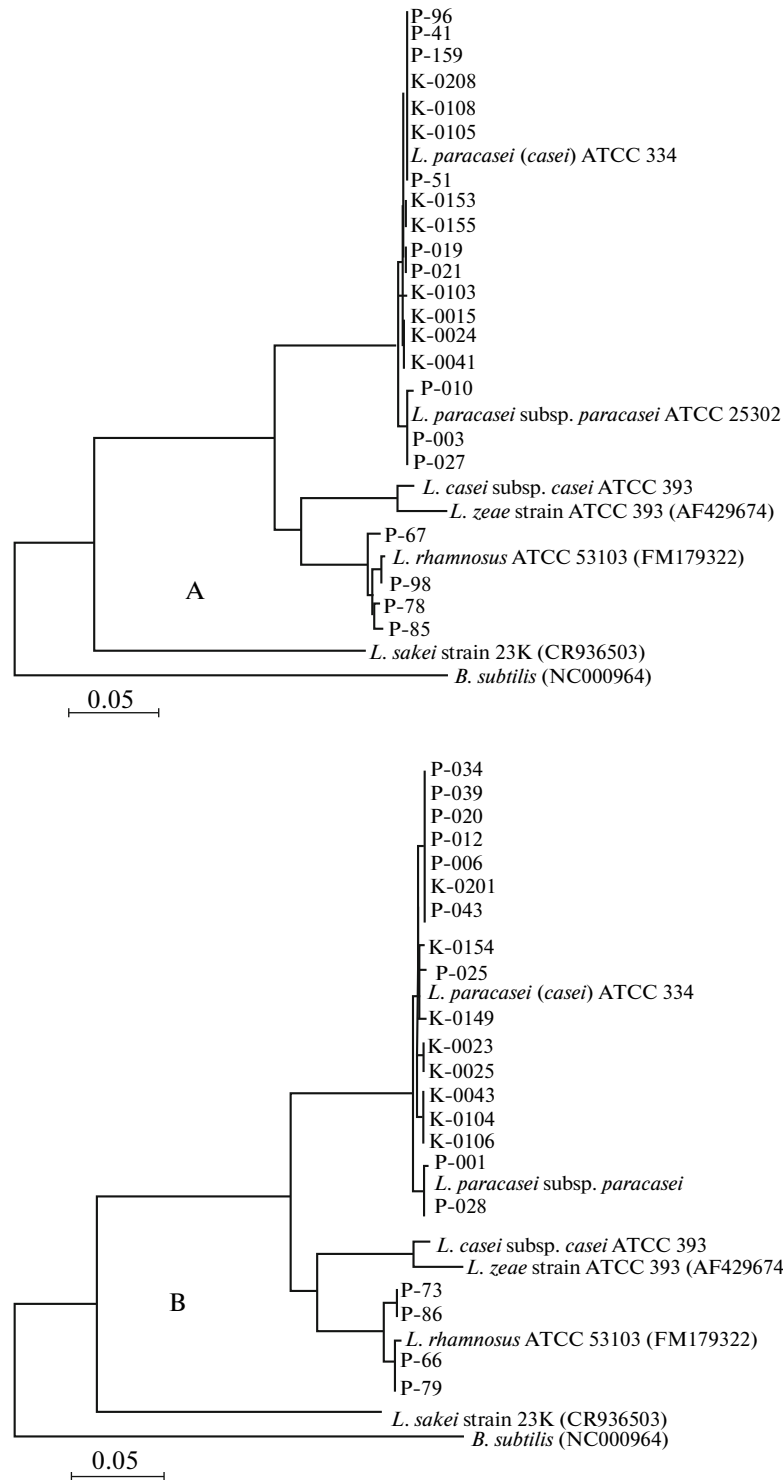 P-96
P-41
P-159
K-0208
K-0108
K-0105
L. paracasei (casei) ATCC 334
P-51
K-0153
K-0155
P-019
P-021
K-0103
K-0015
K-0024
K-0041
P-010
L. paracasei subsp. paracasei ATCC 25302
P-003
P-027
L. casei subsp. casei ATCC 393
L. zeae strain ATCC 393 (AF429674)
P-67
L. rhamnosus ATCC 53103 (FM179322)
P-98
A
P-78
P-85
L. sakei strain 23K (CR936503)
B. subtilis (NC000964)
0.05
P-034
P-039
P-020
P-012
P-006
K-0201
P-043
K-0154
P-025
L. paracasei (casei) ATCC 334
K-0149
K-0023
K-0025
K-0043
K-0104
K-0106
P-001
L. paracasei subsp. paracasei
P-028
L. casei subsp. casei ATCC 393
L. zeae strain ATCC 393 (AF429674
P-73
B
P-86
L. rhamnosus ATCC 53103 (FM179322)
P-66
P-79
L. sakei strain 23K (CR936503)
B. subtilis (NC000964)
0.05